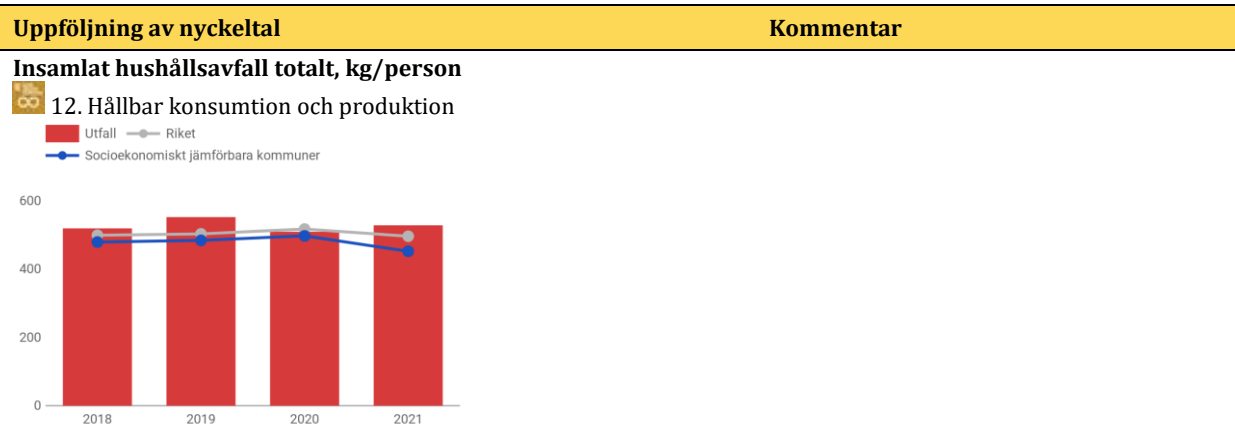 Uppföljning av nyckeltal Kommentar
Insamlat hushållsavfall totalt, kg/person
12. Hållbar konsumtion och produktion
Utfall Riket
Socioekonomiskt jämförbara kommuner
600
400
200
0
2018 2019 2020 2021